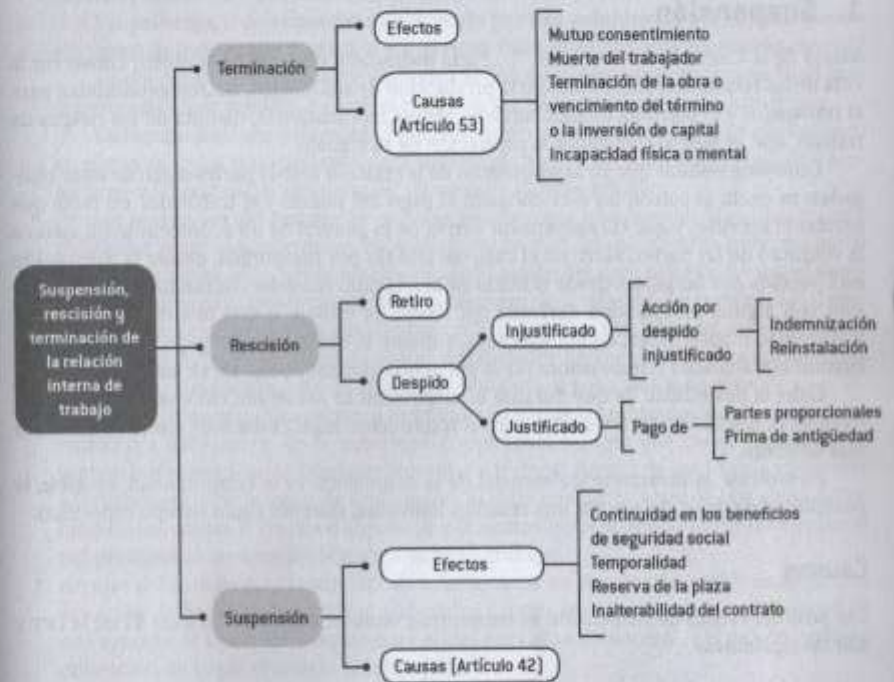 Efectos
Terminación
Causas
(Artículo 53)
Mutuo consentimiento
Muerte del trabajador
Terminación de la obra o
vencimiento del término
o la inversión de capital
Incapacidad física o mental
Suspensión,
rescisión y
terminación de
la relación
interna de
trabajo
Rescisión
Retiro
Despido
Injustificado
Acción por
despido
injustificado
Indemnización
Reinstalación
Justificado
Pago de
Partes proporcionales
Prima de antigüedad
Suspensión
Efectos
Continuidad en los beneficios
de seguridad social
Temporalidad
Reserva de la plaza
Inalterabilidad del contrato
Causas (Artículo 42)